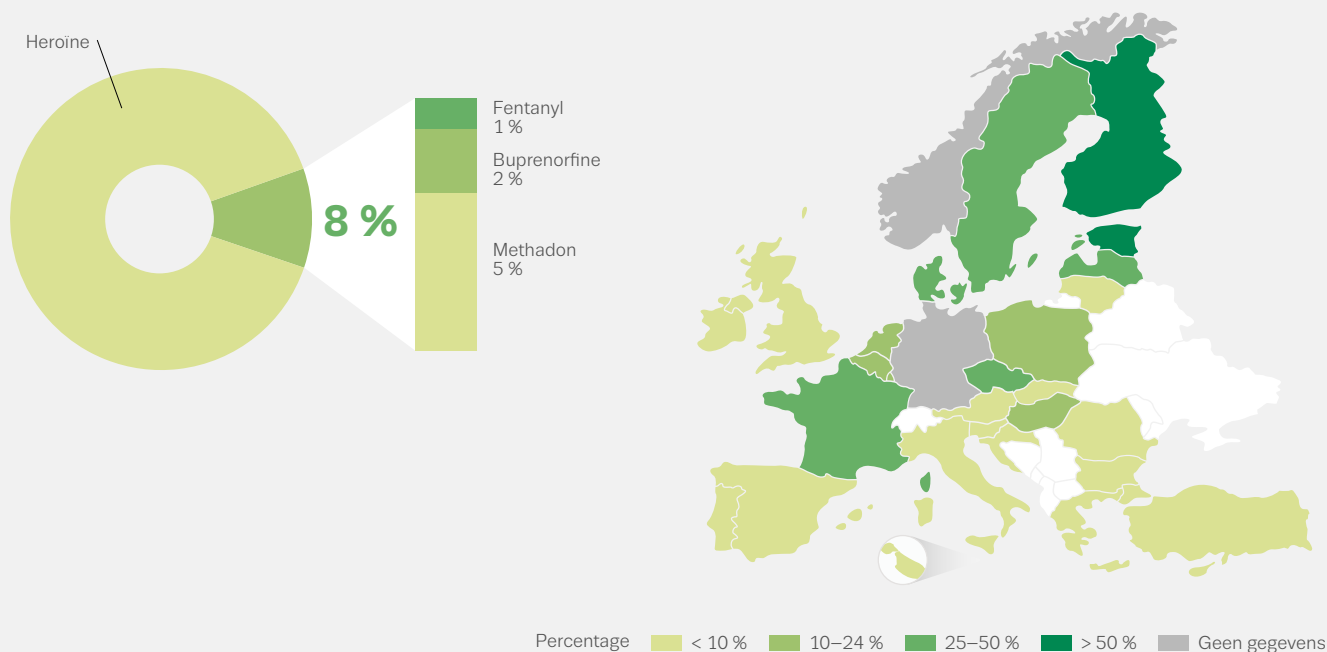 Heroïne
8 %
Fentanyl
1 %
Buprenorfine
2 %
Methadon
5 %
Percentage < 10 % 10–24 % 25–50 % > 50 % Geen gegevens